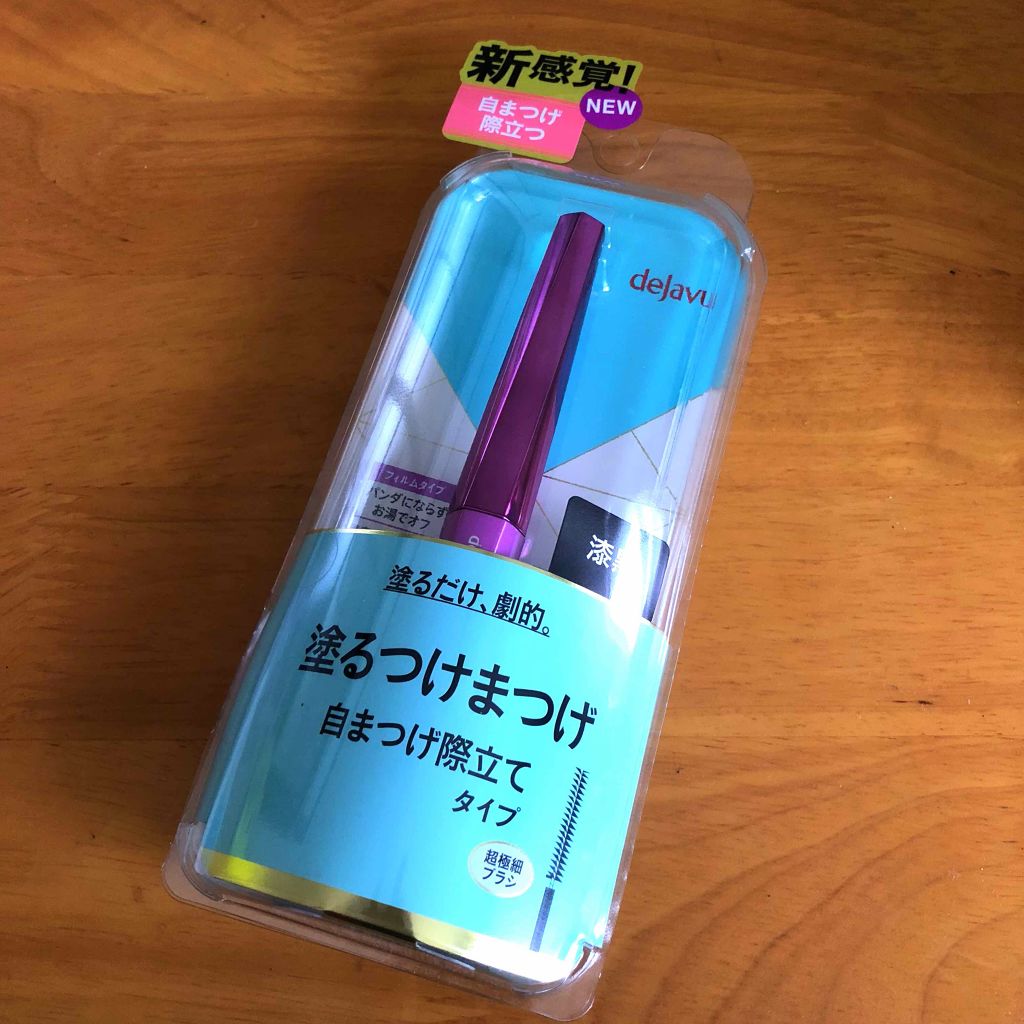 新感覚!
自まつげ
際立つ
NEW
dejavu
フィルムタイプ
パンダにならず
お湯でオフ
漆黒
塗るだけ、劇的。
塗るつけまつげ
自まつげ際立て
タイプ
超極細
ブラシ